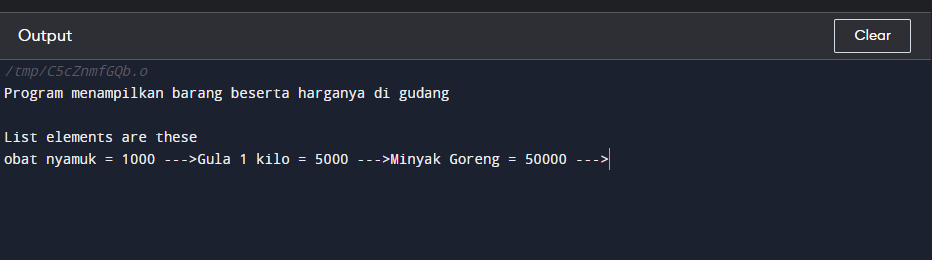 Output
Clear
/tmp/C5cZnmfGQb.o
Program menampilkan barang beserta harganya di gudang
List elements are these
obat nyamuk = 1000 --->Gula 1 kilo = 5000 --->Minyak Goreng = 50000 --->